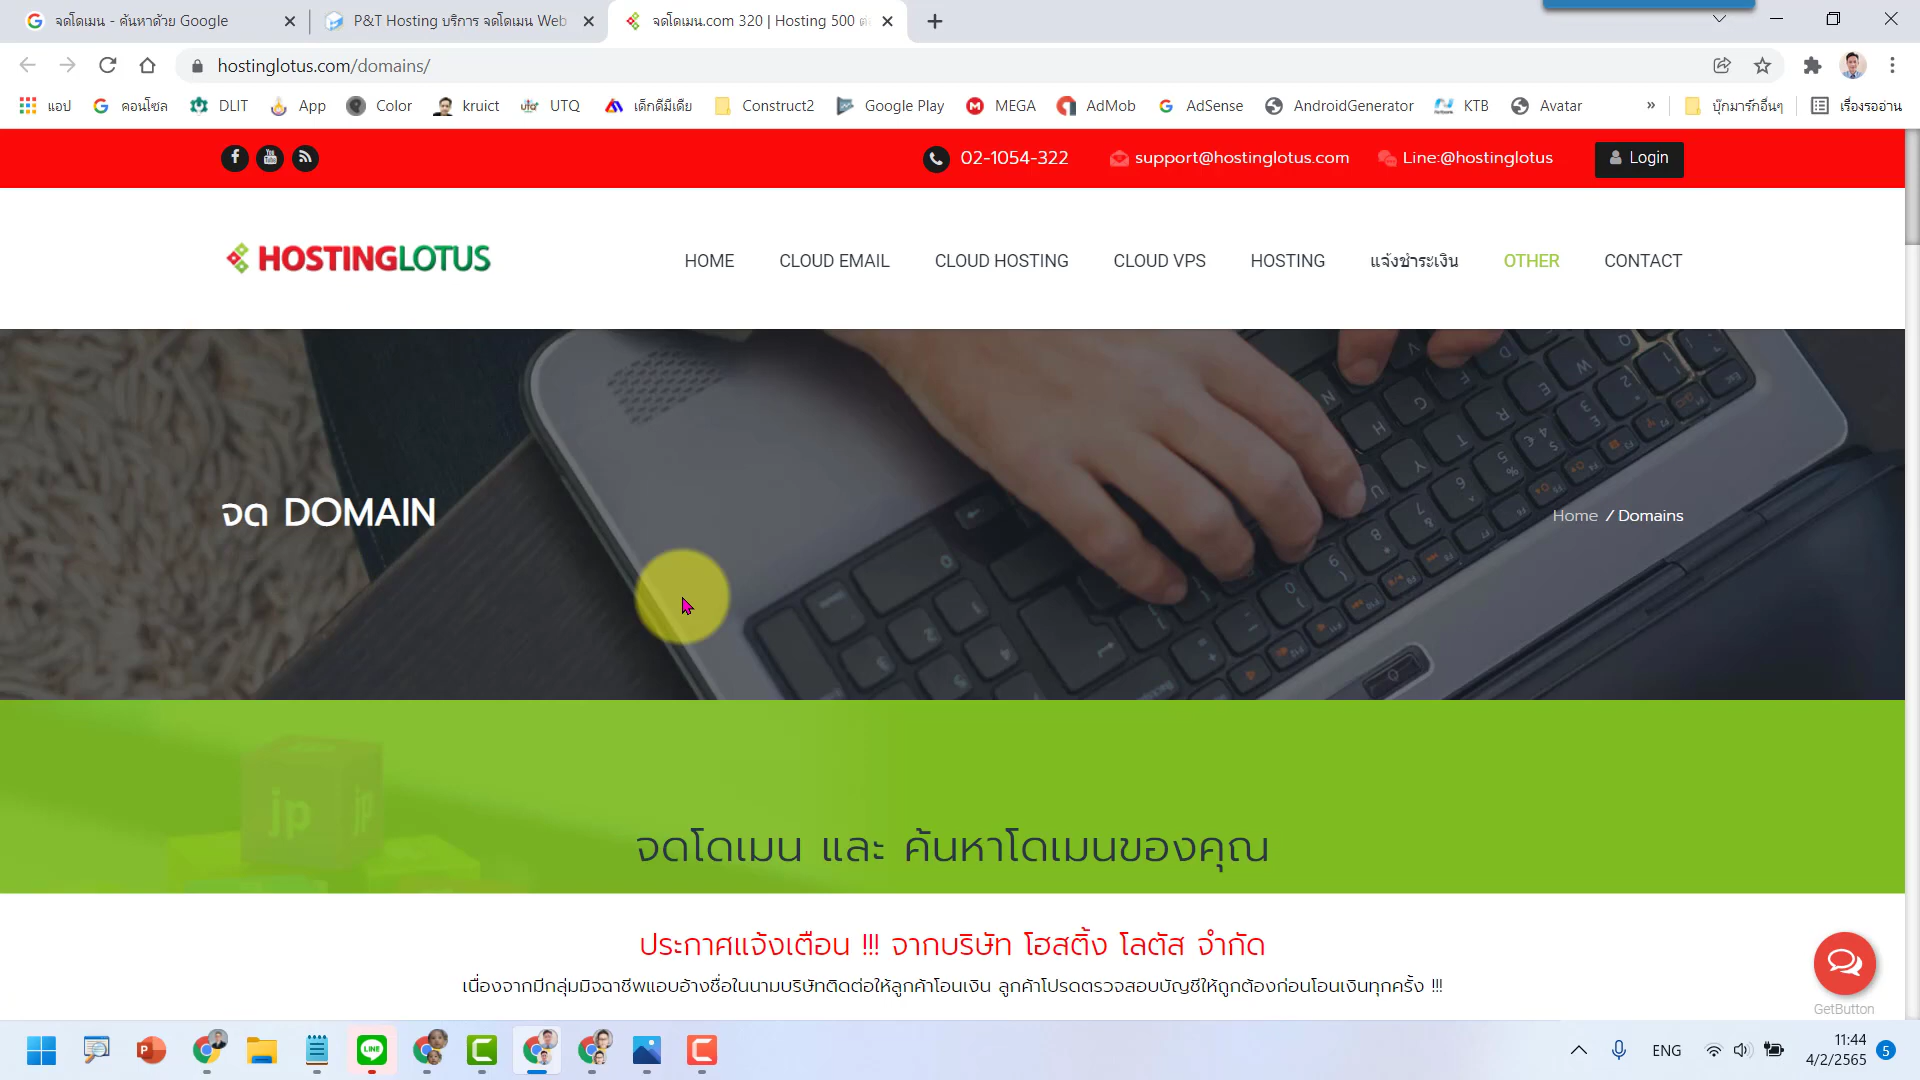 จดโดเมน - ค้นหาด้วย Google
P&T Hosting บริการ จดโดเมน Web
จดโดเมน.com 320 | Hosting 500 ต่
hostinglotus.com/domains/
แอป
คอนโซล
DLIT
App
Color
kruict
UTQ
เด็กดีมีเดีย
Construct2
Google Play
MEGA
AdMob
AdSense
AndroidGenerator
KTB
Avatar
»
บุ๊กมาร์กอื่นๆ
เรื่องรออ่าน
02-1054-322
support@hostinglotus.com
Line:@hostinglotus
Login
HOSTINGLOTUS
HOME
CLOUD EMAIL
CLOUD HOSTING
CLOUD VPS
HOSTING
แจ้งชำระเงิน
OTHER
CONTACT
จด DOMAIN
Home / Domains
jp jp
จดโดเมน และ ค้นหาโดเมนของคุณ
ประกาศแจ้งเตือน !!! จากบริษัท โฮสติ้ง โลตัส จำกัด
เนื่องจากมีกลุ่มมิจฉาชีพแอบอ้างชื่อในนามบริษัทติดต่อให้ลูกค้าโอนเงิน ลูกค้าโปรดตรวจสอบบัญชีให้ถูกต้องก่อนโอนเงินทุกครั้ง !!!
GetButton
LINE
ENG
11:44
4/2/2565
5